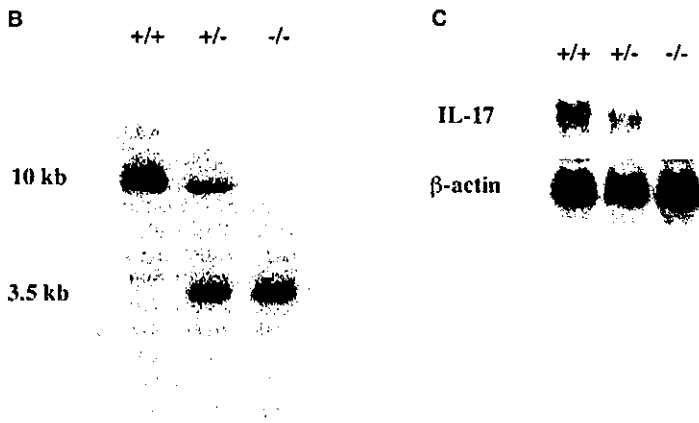 B
+/+ +/- -/-
10 kb
3.5 kb
C
+/+ +/- -/-
IL-17
β-actin